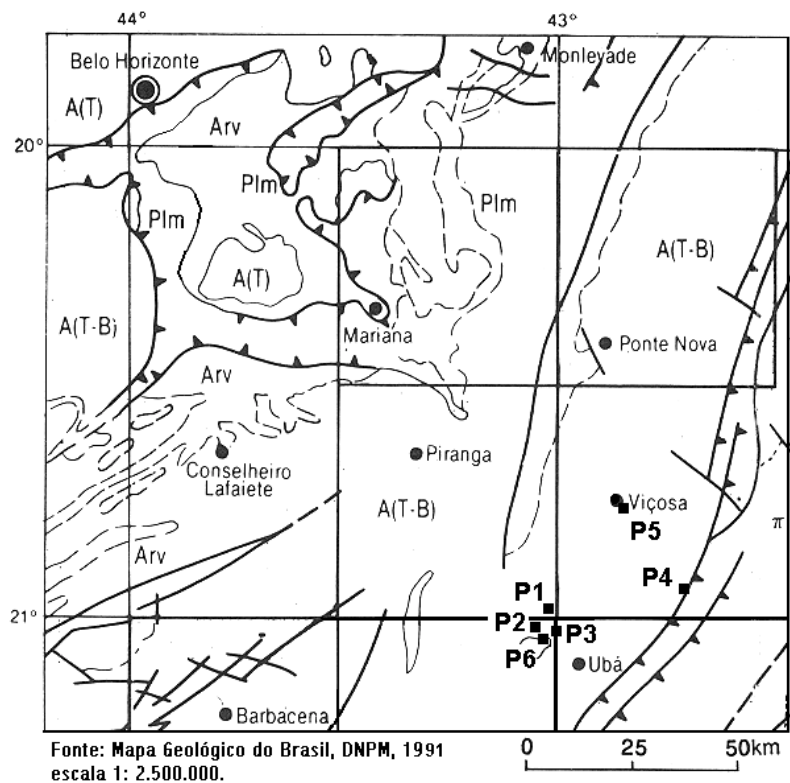 44°
43°
Belo Horizonte
Monlevade
A(T)
Arv
20°
Plm
Plm
Plm
A(T-B)
A(T)
A(T-B)
Mariana
Ponte Nova
Arv
Conselheiro
Lafaiete
Piranga
A(T-B)
Viçosa
P5
π
Arv
P4
P1
21°
P2
P3
P6
Ubá
Barbacena
Fonte: Mapa Geológico do Brasil, DNPM, 1991
escala 1: 2.500.000.
0 25 50km